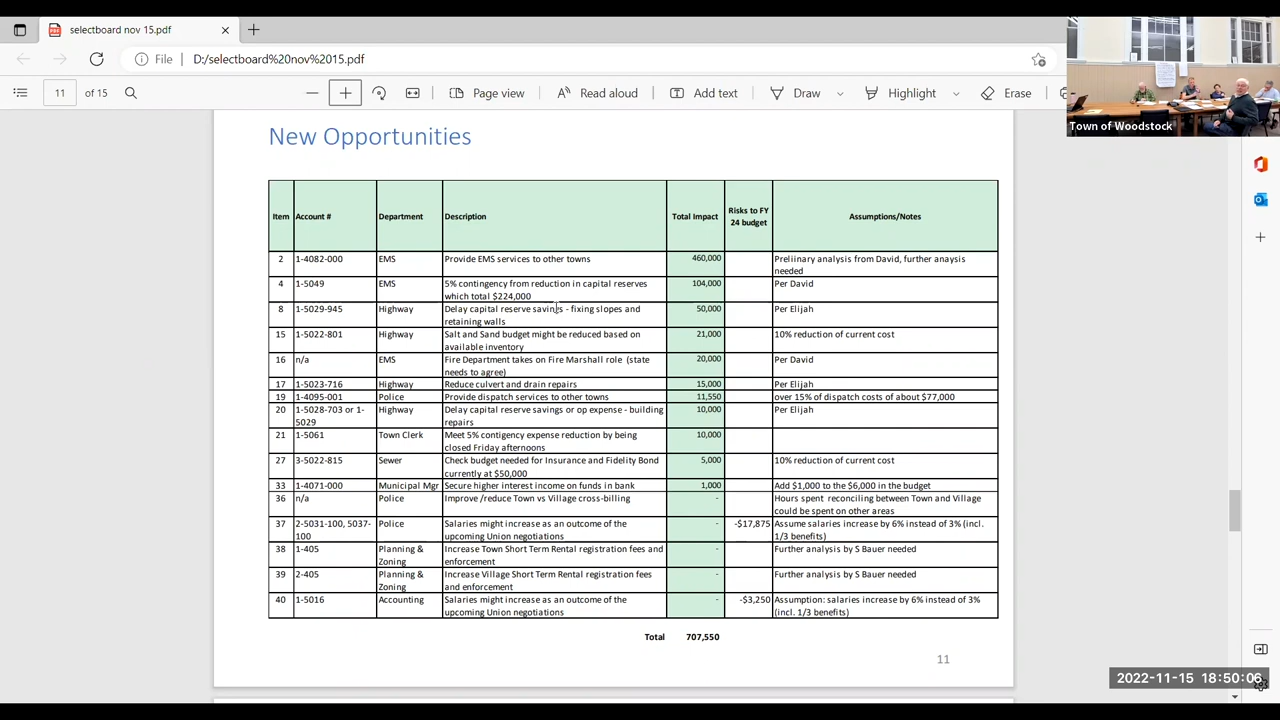 selectboard nov 15.pdf
File D:/selectboard%20nov%2015.pdf
11 of 15 Page view Read aloud Add text Draw Highlight Erase
Town of Woodstock
New Opportunities
Item Account # Department Description Total Impact Risks to FY 24 budget Assumptions/Notes
2 1-4082-000 EMS Provide EMS services to other towns 460,000 Preliinary analysis from David, further anaysis
needed
4 1-5049 EMS 5% contingency from reduction in capital reserves 104,000 Per David
which total $224,000
8 1-5029-945 Highway Delay capital reserve savings - fixing slopes and 50,000 Per Elijah
retaining walls
15 1-5022-801 Highway Salt and Sand budget might be reduced based on 21,000 10% reduction of current cost
available inventory
16 n/a EMS Fire Department takes on Fire Marshall role (state 20,000 Per David
needs to agree)
17 1-5023-716 Highway Reduce culvert and drain repairs 15,000 Per Elijah
19 1-4095-001 Police Provide dispatch services to other towns 11,550 over 15% of dispatch costs of about $77,000
20 1-5028-703 or 1- Highway Delay capital reserve savings or op expense - building 10,000 Per Elijah
5029 repairs
21 1-5061 Town Clerk Meet 5% contigency expense reduction by being 10,000
closed Friday afternoons
27 3-5022-815 Sewer Check budget needed for Insurance and Fidelity Bond 5,000 10% reduction of current cost
currently at $50,000
33 1-4071-000 Municipal Mgr Secure higher interest income on funds in bank 1,000 Add $1,000 to the $6,000 in the budget
36 n/a Police Improve /reduce Town vs Village cross-billing - Hours spent reconciling between Town and Village
could be spent on other areas
37 2-5031-100, 5037- Police Salaries might increase as an outcome of the - -$17,875 Assume salaries increase by 6% instead of 3% (incl.
100 upcoming Union negotiations 1/3 benefits)
38 1-405 Planning & Increase Town Short Term Rental registration fees and - Further analysis by S Bauer needed
Zoning enforcement
39 2-405 Planning & Increase Village Short Term Rental registration fees - Further analysis by S Bauer needed
Zoning and enforcement
40 1-5016 Accounting Salaries might increase as an outcome of the - -$3,250 Assumption: salaries increase by 6% instead of 3%
upcoming Union negotiations (incl. 1/3 benefits)
Total 707,550
11
2022-11-15 18:50:06